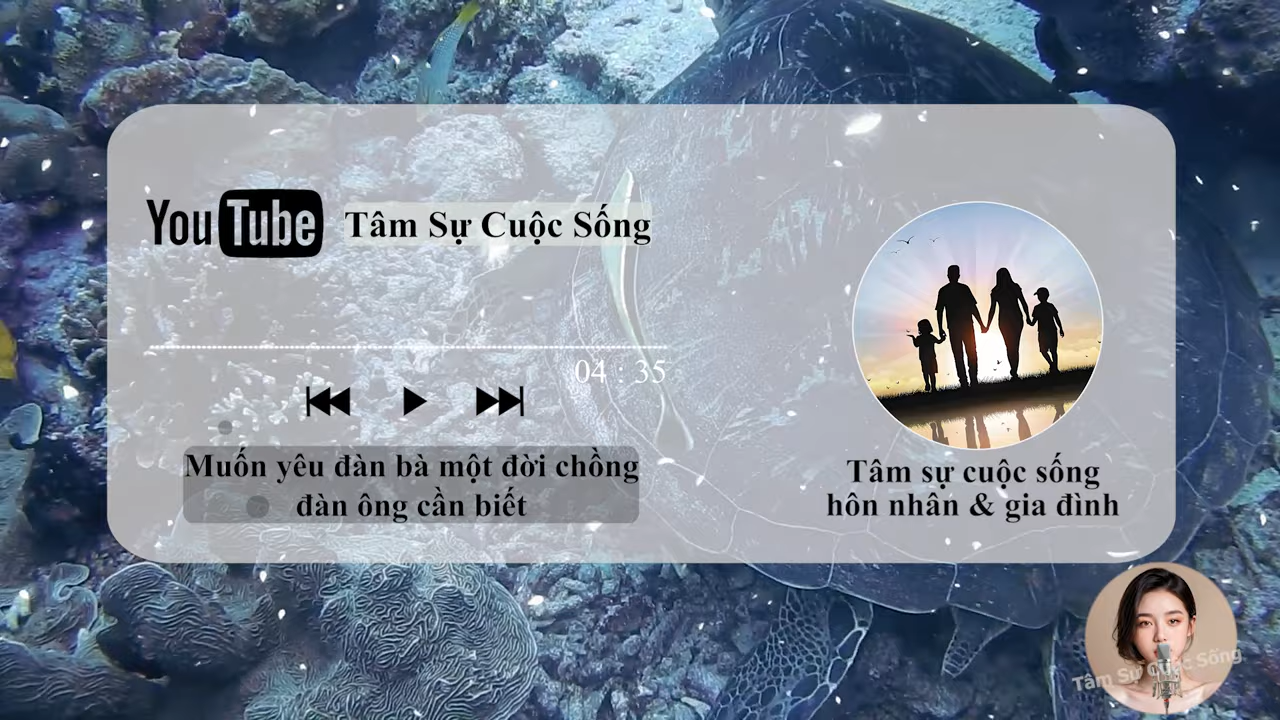 YouTube Tâm Sự Cuộc Sống
04 : 35
Muốn yêu đàn bà một đời chồng
đàn ông cần biết
Tâm sự cuộc sống
hôn nhân & gia đình
Tâm Sự Cuộc Sống